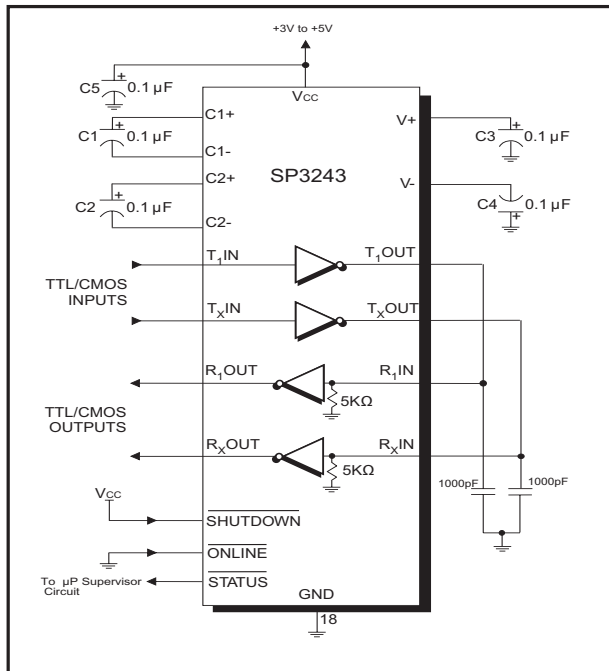 +3V to +5V
C5
+
0.1 µF
VCC
C1+
V+
+
C1
0.1 µF
C3
+
0.1 µF
C1-
C2+
SP3243
V-
+
C2
0.1 µF
C4
+
0.1 µF
C2-
T1IN
T1OUT
TTL/CMOS
INPUTS
TXIN
TXOUT
R1OUT
R1IN
5KΩ
TTL/CMOS
OUTPUTS
RXOUT
RXIN
5KΩ
1000pF
1000pF
VCC
SHUTDOWN
ONLINE
To µP Supervisor
Circuit
STATUS
GND
18